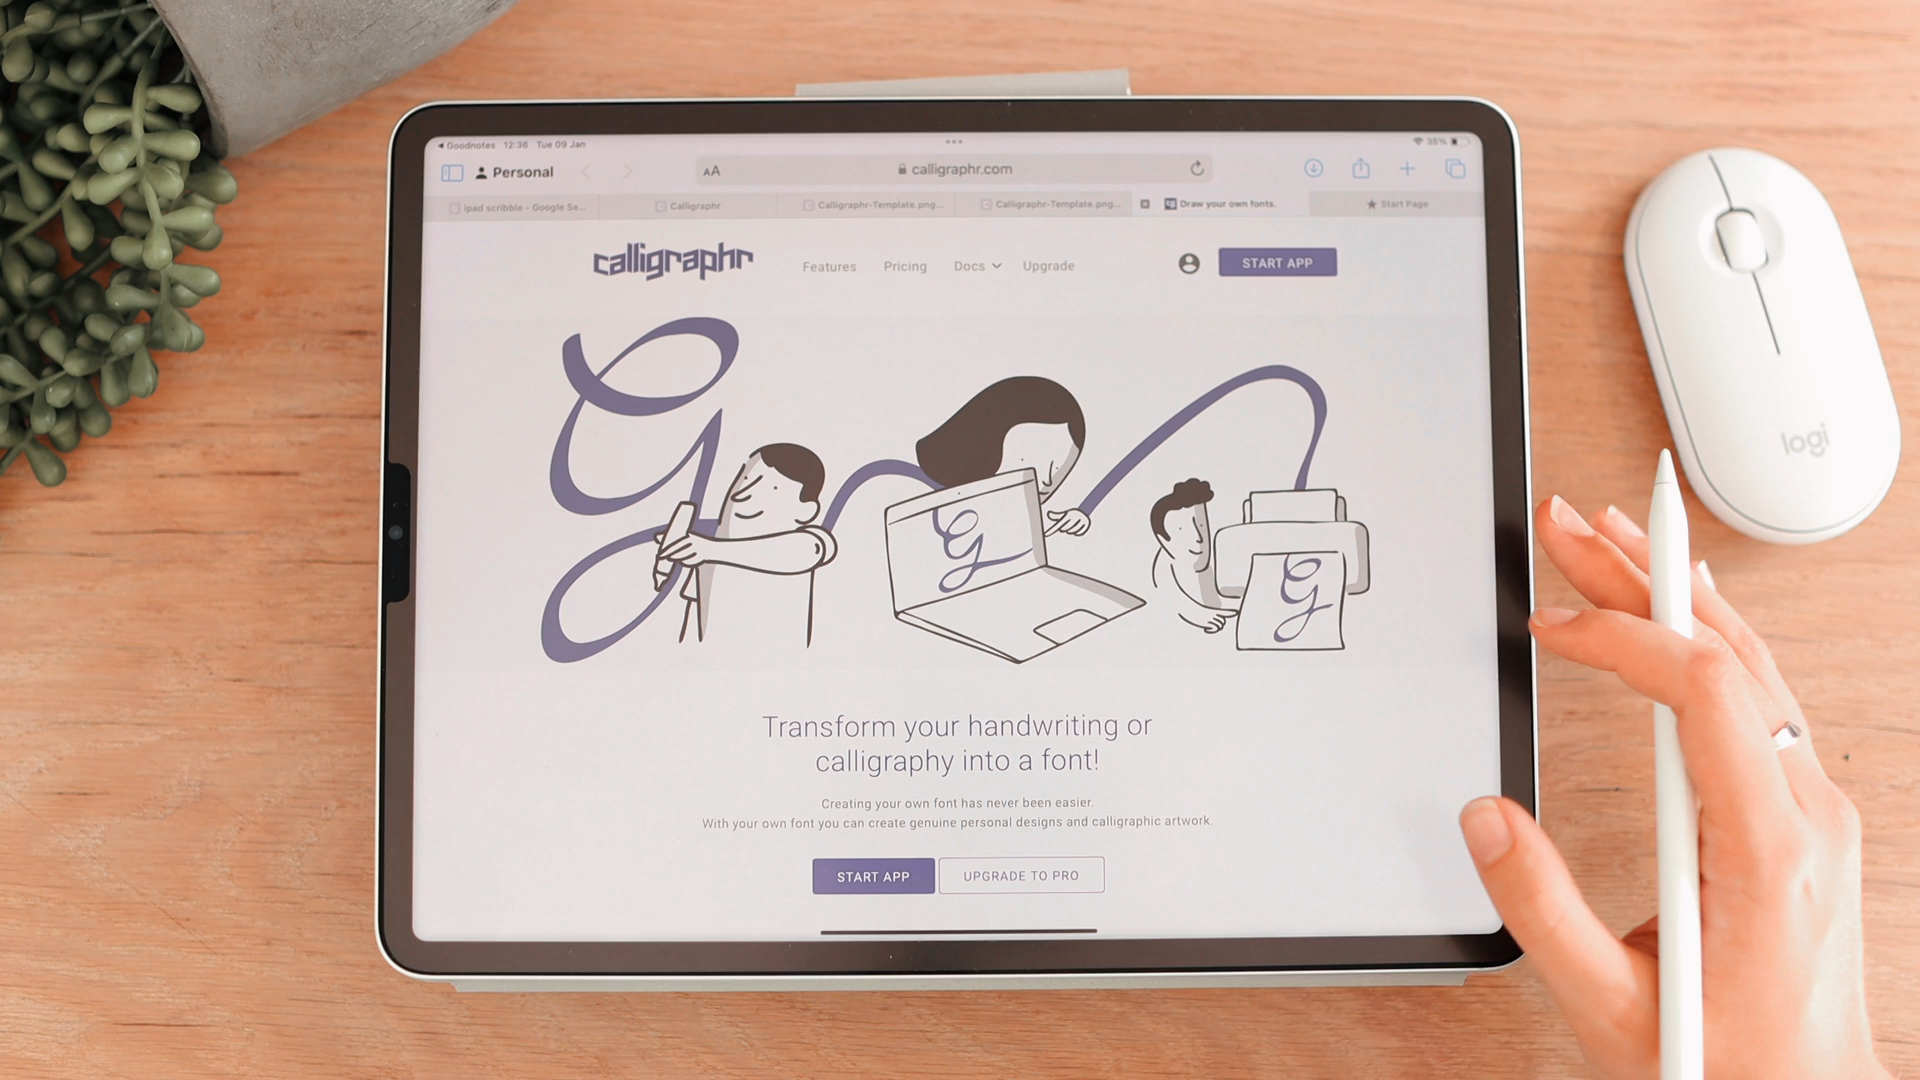 Goodnotes 12:36 Tue 09 Jan
35%
Personal
AA
calligraphr.com
ipad scribble - Google Se...
Calligraphr
Calligraphr-Template.png...
Calligraphr-Template.png...
Draw your own fonts.
Start Page
calligraphr
Features
Pricing
Docs
Upgrade
START APP
Transform your handwriting or
calligraphy into a font!
Creating your own font has never been easier.
With your own font you can create genuine personal designs and calligraphic artwork.
START APP
UPGRADE TO PRO
logi